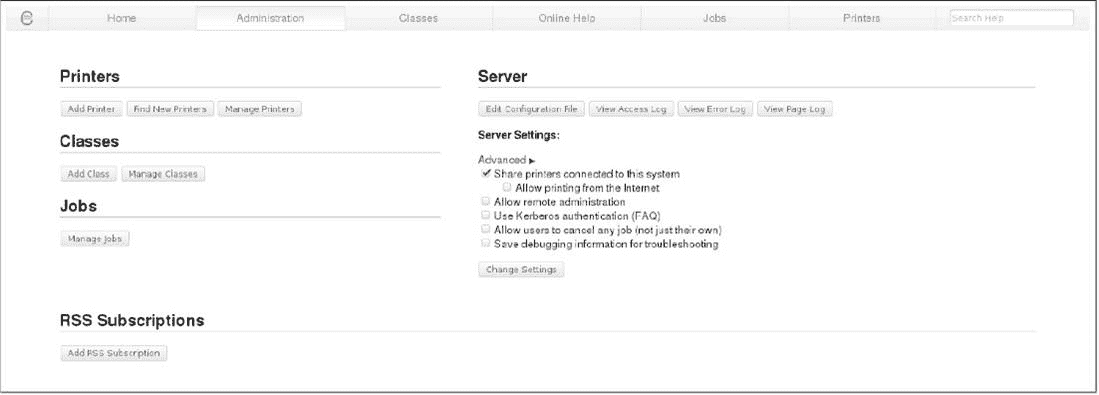 Home Administration Classes Online Help Jobs Printers Search Help
Printers
Add Printer Find New Printers Manage Printers
Classes
Add Class Manage Classes
Jobs
Manage Jobs
Server
Edit Configuration File View Access Log View Error Log View Page Log
Server Settings:
Advanced ▶
Share printers connected to this system
Allow printing from the Internet
Allow remote administration
Use Kerberos authentication (FAQ)
Allow users to cancel any job (not just their own)
Save debugging information for troubleshooting
Change Settings
RSS Subscriptions
Add RSS Subscription